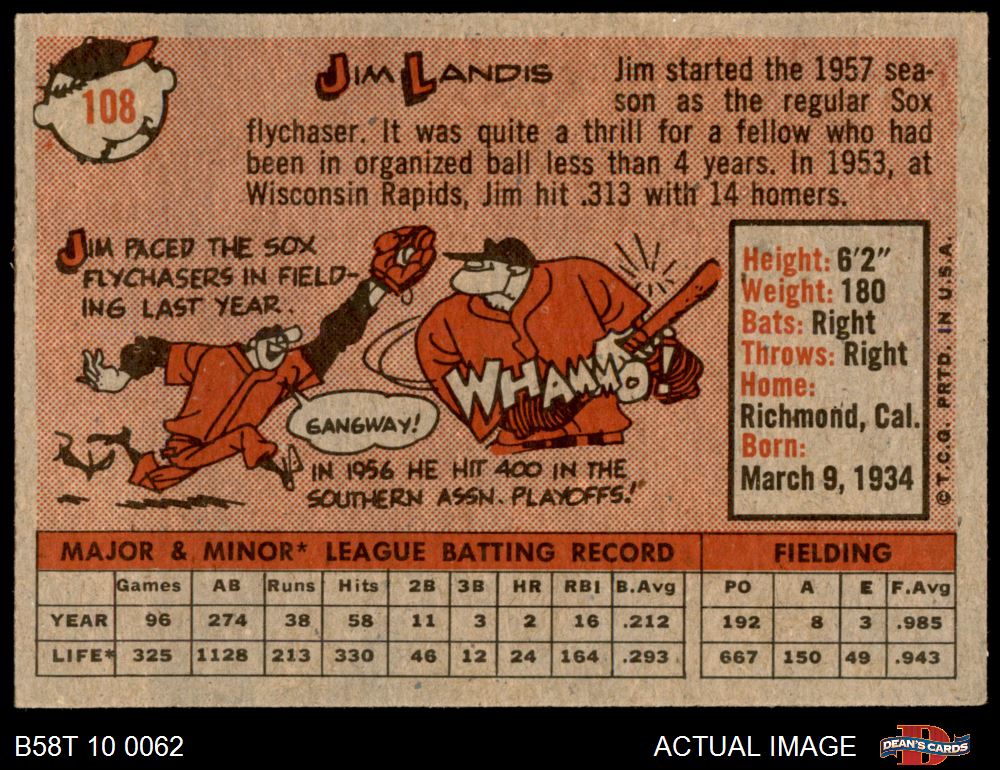 108
JIM LANDIS
Jim started the 1957 sea-
son as the regular Sox
flychaser. It was quite a thrill for a fellow who had
been in organized ball less than 4 years. In 1953, at
Wisconsin Rapids, Jim hit .313 with 14 homers.
JIM PACED THE SOX
FLYCHASERS IN FIELD-
ING LAST YEAR.
GANGWAY!
WHAMMO!
IN 1956 HE HIT 400 IN THE
SOUTHERN ASSN. PLAYOFFS!
Height: 6'2"
Weight: 180
Bats: Right
Throws: Right
Home:
Richmond, Cal.
Born:
March 9, 1934
© T.C.G. PRTD. IN U.S.A.
MAJOR & MINOR* LEAGUE BATTING RECORD FIELDING
Games AB Runs Hits 2B 3B HR RBI B.Avg PO A E F.Avg
YEAR 96 274 38 58 11 3 2 16 .212 192 8 3 .985
LIFE* 325 1128 213 330 46 12 24 164 .293 667 150 49 .943
B58T 10 0062 ACTUAL IMAGE D DEAN'S CARDS